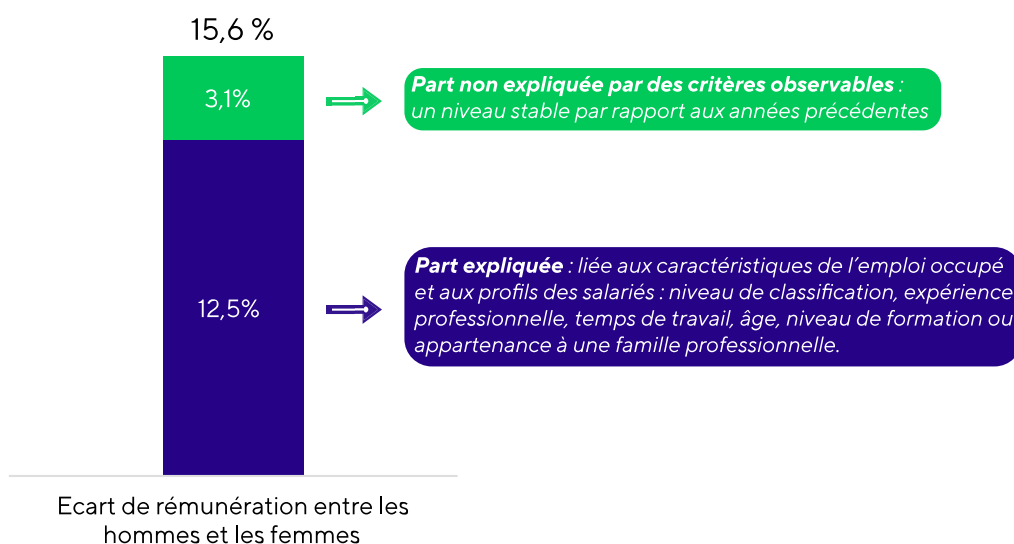 15,6 %
3,1%
Part non expliquée par des critères observables :
un niveau stable par rapport aux années précédentes
12,5%
Part expliquée : liée aux caractéristiques de l'emploi occupé
et aux profils des salariés : niveau de classification, expérience
professionnelle, temps de travail, âge, niveau de formation ou
appartenance à une famille professionnelle.
Ecart de rémunération entre les
hommes et les femmes